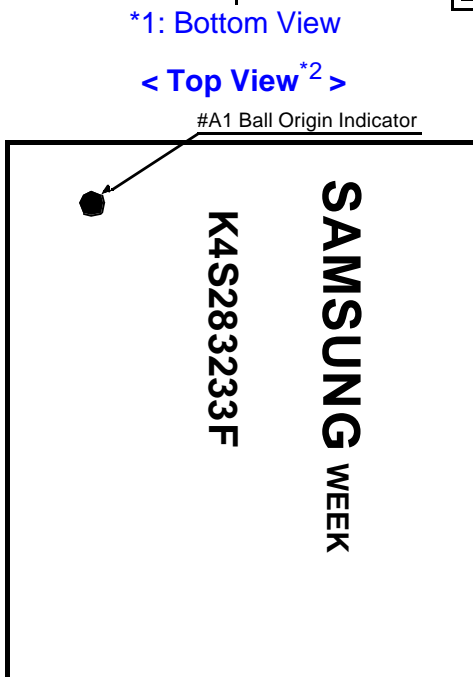 *1: Bottom View
< Top View*2 >
#A1 Ball Origin Indicator
SAMSUNG WEEK
K4S283233F